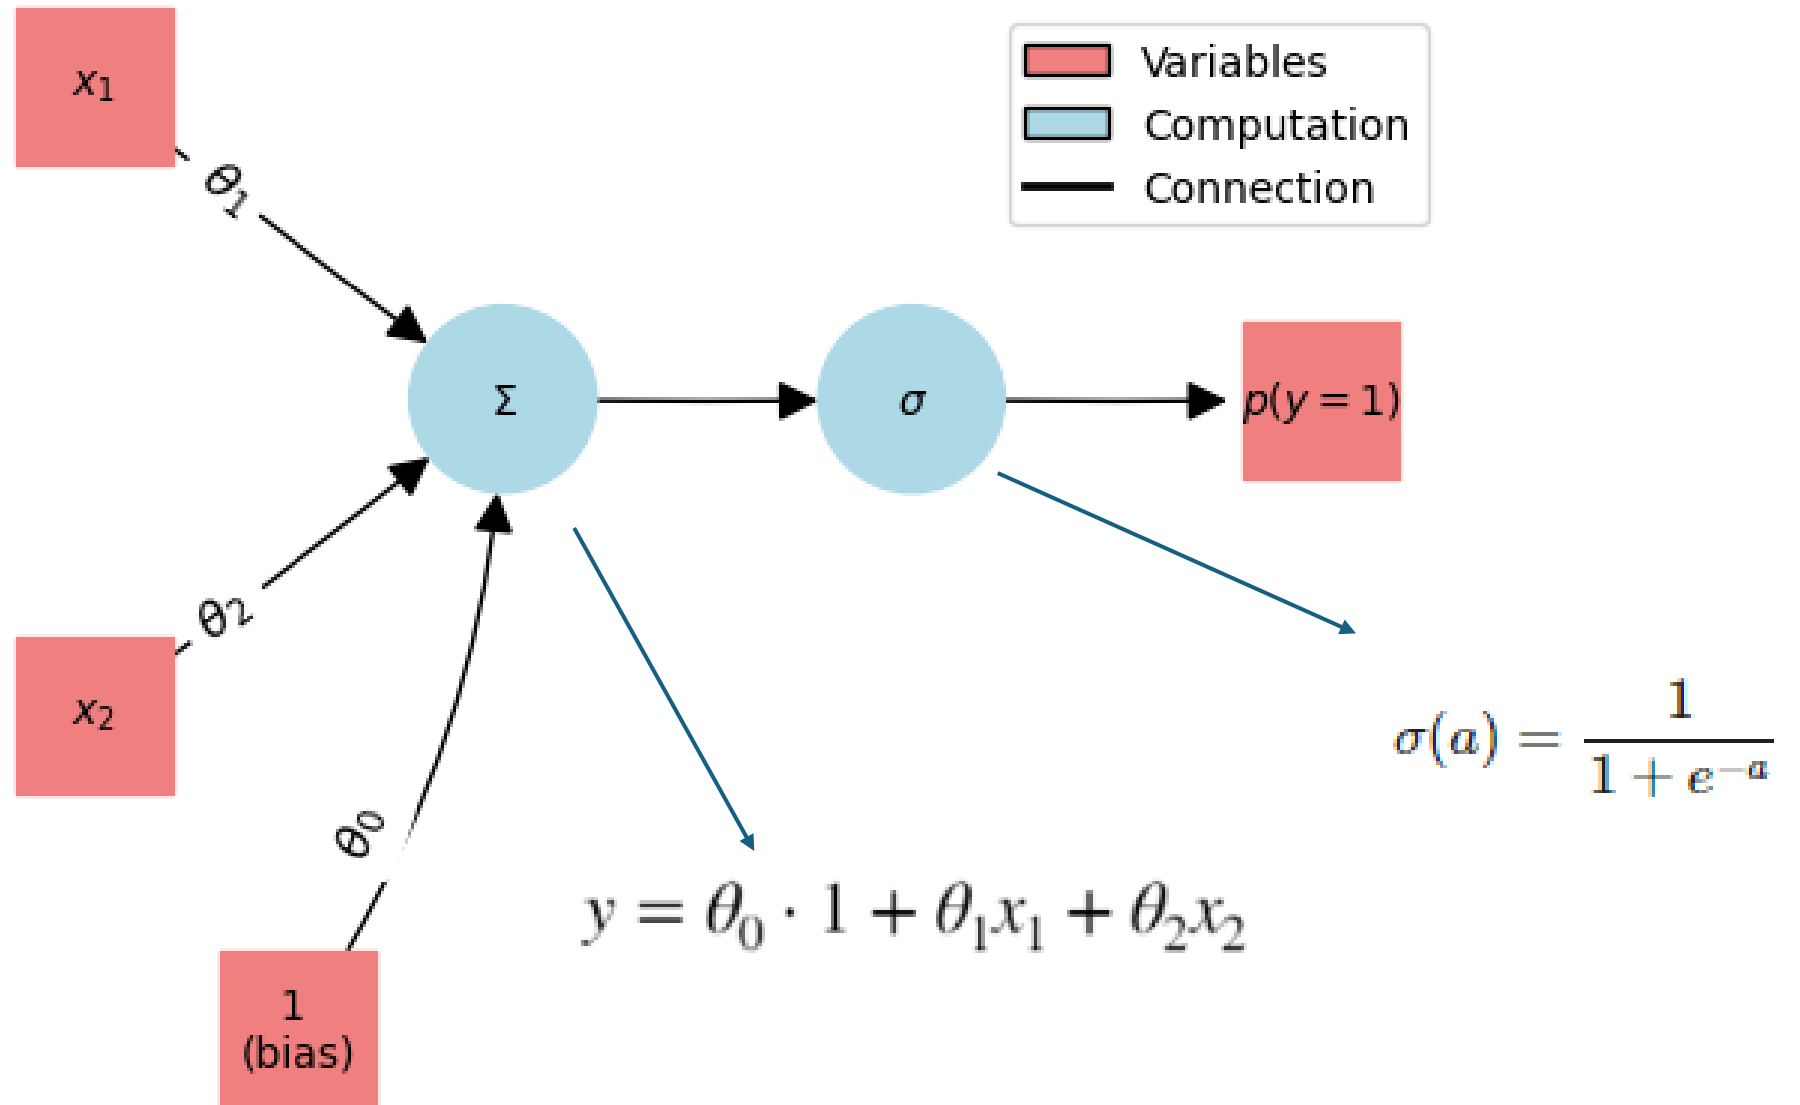 x₁
Variables
Computation
Connection
θ₁
Σ
σ
p(y = 1)
θ₂
x₂
σ(a) = 1 / (1 + e⁻ᵃ)
θ₀
y = θ₀ · 1 + θ₁x₁ + θ₂x₂
1
(bias)